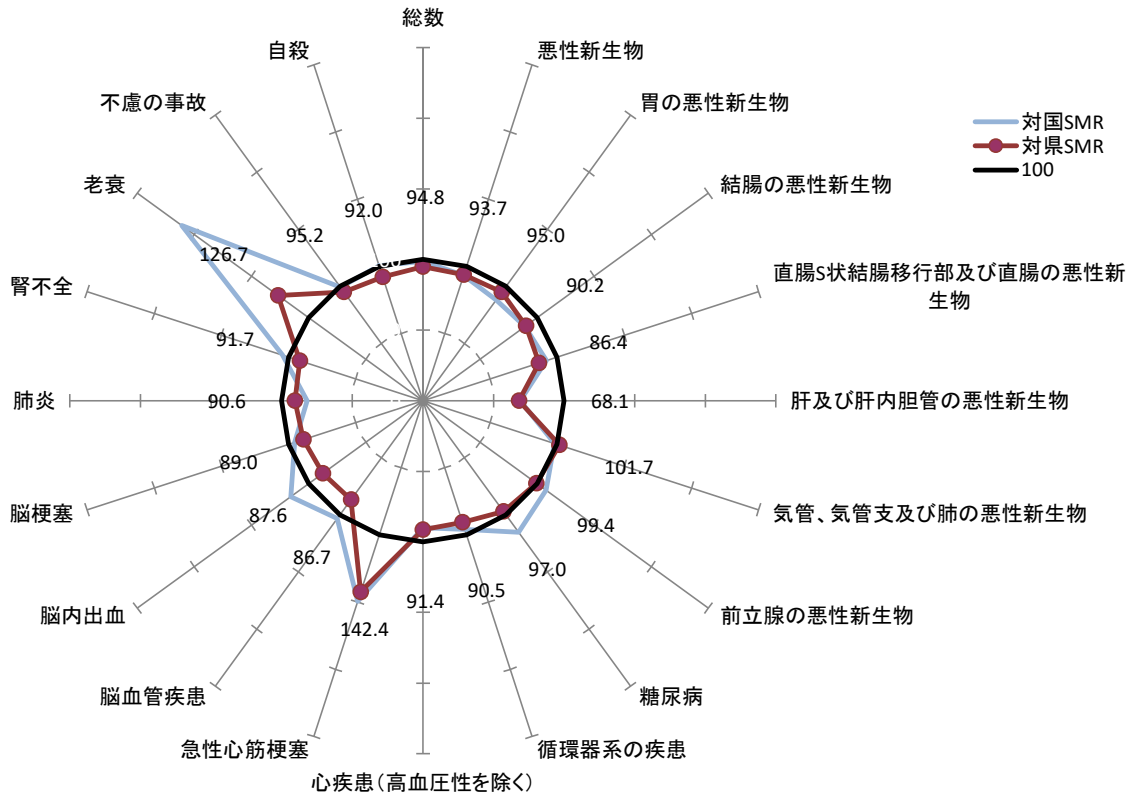 総数
自殺
悪性新生物
不慮の事故
胃の悪性新生物
対国SMR
対県SMR
100
老衰
結腸の悪性新生物
94.8
92.0
93.7
95.2
95.0
126.7
90.2
腎不全
直腸S状結腸移行部及び直腸の悪性新
生物
91.7
86.4
肺炎
90.6
68.1
肝及び肝内胆管の悪性新生物
89.0
101.7
脳梗塞
気管、気管支及び肺の悪性新生物
87.6
99.4
86.7
97.0
脳内出血
91.4
90.5
前立腺の悪性新生物
142.4
脳血管疾患
糖尿病
急性心筋梗塞
循環器系の疾患
心疾患(高血圧性を除く)